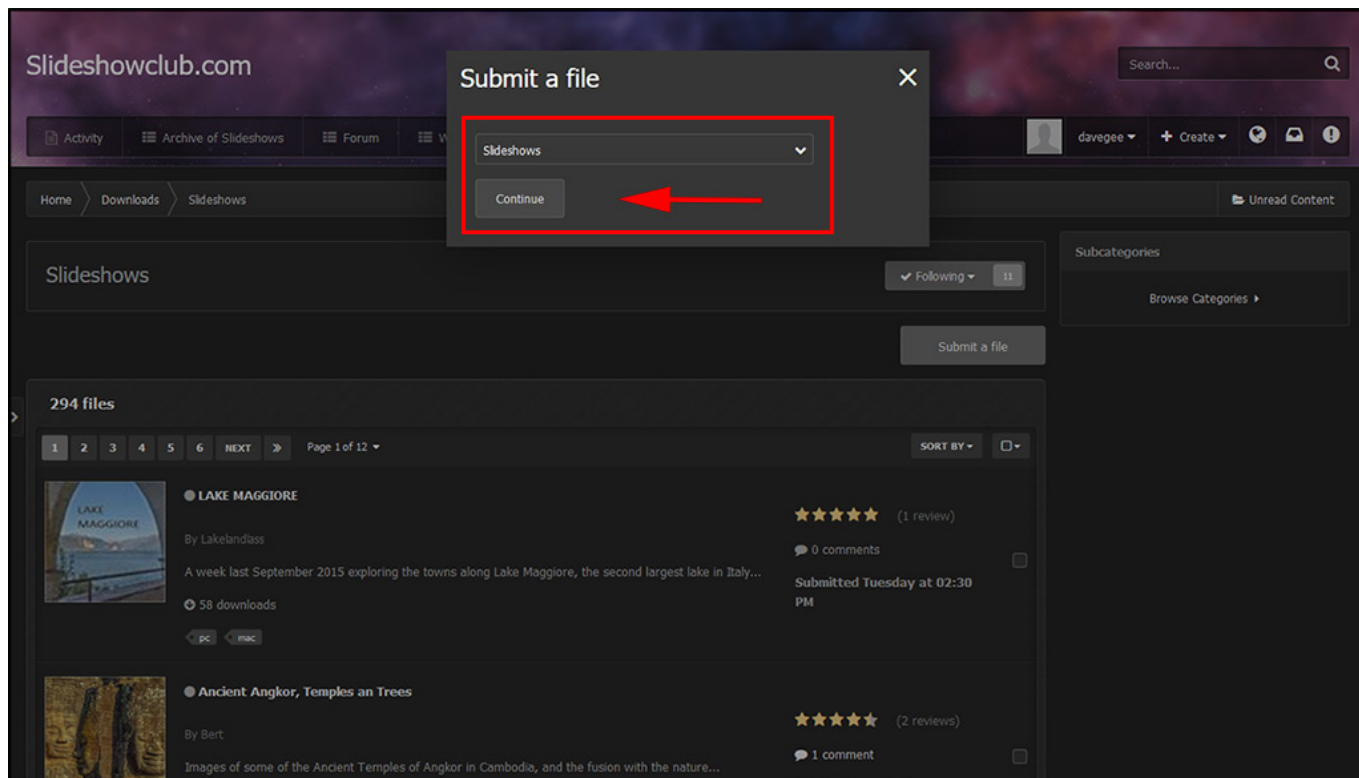 Slideshowclub.com
Submit a file
Search...
Activity
Archive of Slideshows
Forum
W
davegee
Create
Slideshows
Continue
Home
Downloads
Slideshows
Unread Content
Slideshows
Following
11
Subcategories
Browse Categories
Submit a file
294 files
1 2 3 4 5 6 NEXT
Page 1 of 12
SORT BY
LAKE
MAGGIORE
LAKE MAGGIORE
By Lakelandlass
A week last September 2015 exploring the towns along Lake Maggiore, the second largest lake in Italy...
58 downloads
pc mac
(1 review)
0 comments
Submitted Tuesday at 02:30
PM
Ancient Angkor, Temples an Trees
By Bert
Images of some of the Ancient Temples of Angkor in Cambodia, and the fusion with the nature...
(2 reviews)
1 comment